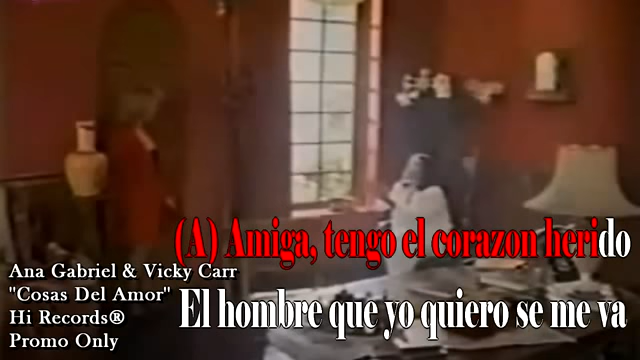 (A) Amiga, tengo el corazon herido
El hombre que yo quiero se me va
Ana Gabriel & Vicky Carr
"Cosas Del Amor"
Hi Records®
Promo Only